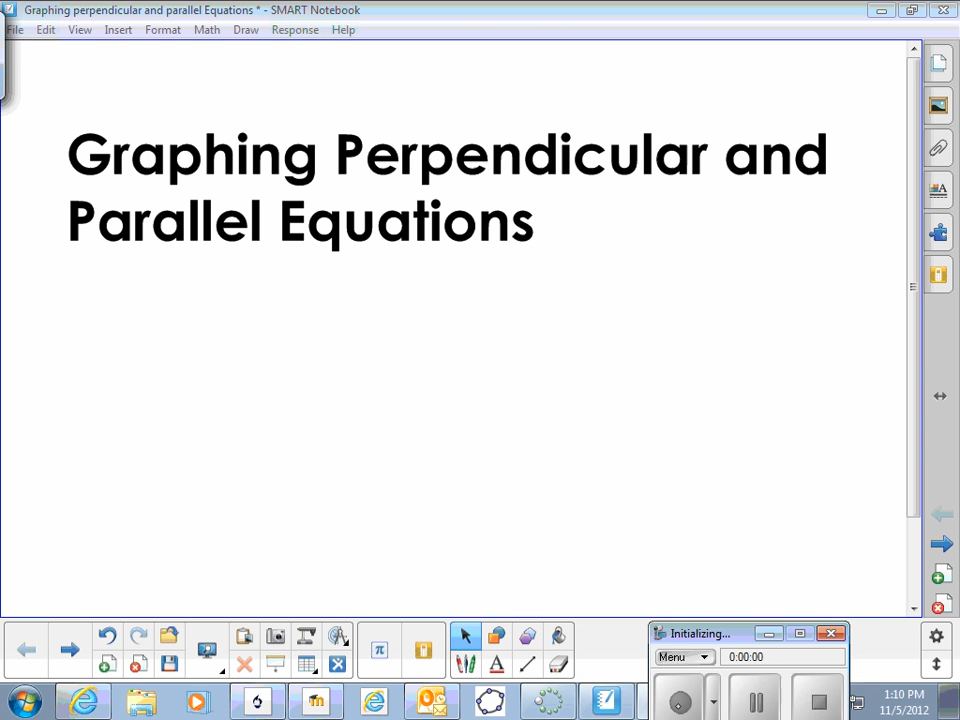 Graphing perpendicular and parallel Equations * - SMART Notebook
File Edit View Insert Format Math Draw Response Help
Graphing Perpendicular and
Parallel Equations
Initializing...
Menu 0:00:00
1:10 PM
11/5/2012